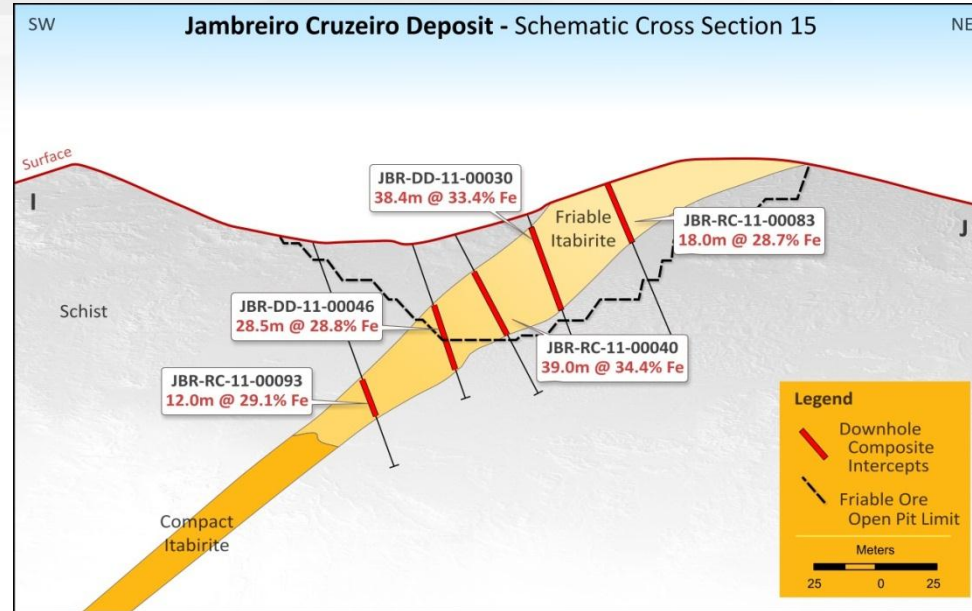 SW
Jambreiro Cruzeiro Deposit - Schematic Cross Section 15
NE
Surface
I
JBR-DD-11-00030
38.4m @ 33.4% Fe
Friable
Itabirite
JBR-RC-11-00083
18.0m @ 28.7% Fe
J
Schist
JBR-DD-11-00046
28.5m @ 28.8% Fe
JBR-RC-11-00040
39.0m @ 34.4% Fe
JBR-RC-11-00093
12.0m @ 29.1% Fe
Compact
Itabirite
Legend
Downhole
Composite
Intercepts
Friable Ore
Open Pit Limit
Meters
25 0 25